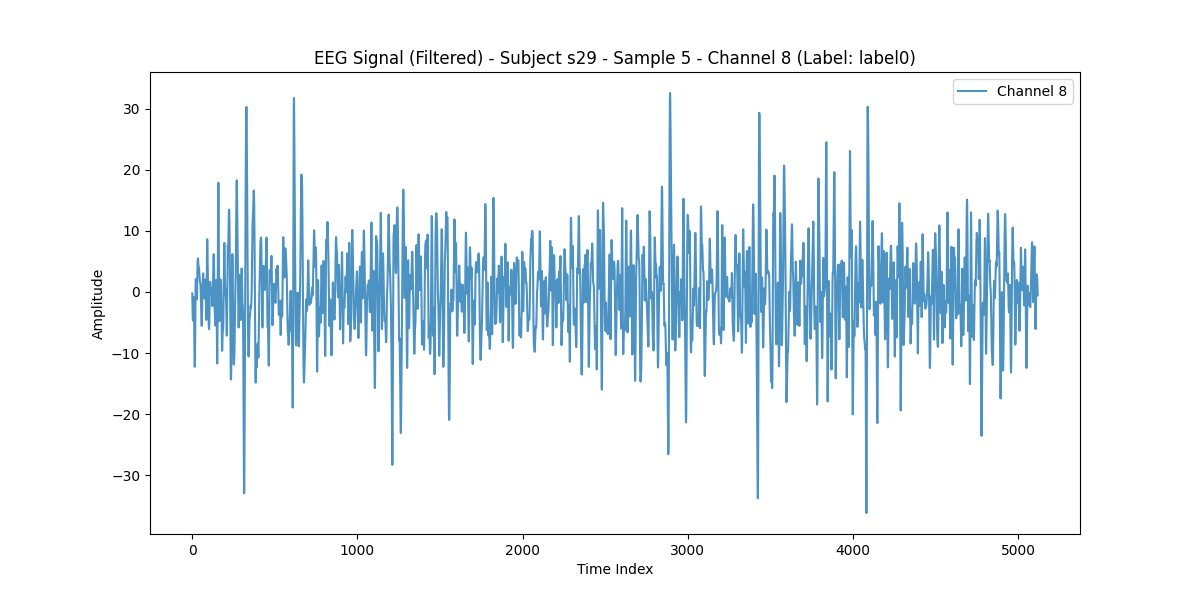 EEG Signal (Filtered) - Subject s29 - Sample 5 - Channel 8 (Label: label0)
Channel 8
30
20
10
0
−10
−20
−30
Amplitude
0 1000 2000 3000 4000 5000
Time Index